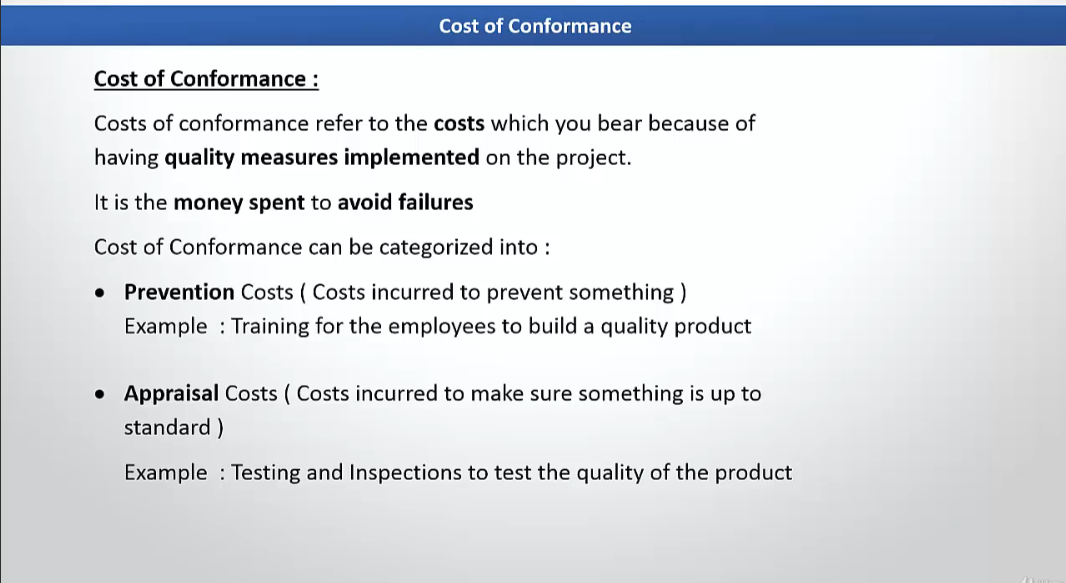 Cost of Conformance
Cost of Conformance :
Costs of conformance refer to the costs which you bear because of
having quality measures implemented on the project.
It is the money spent to avoid failures
Cost of Conformance can be categorized into :
• Prevention Costs ( Costs incurred to prevent something )
Example : Training for the employees to build a quality product
• Appraisal Costs ( Costs incurred to make sure something is up to
standard )
Example : Testing and Inspections to test the quality of the product